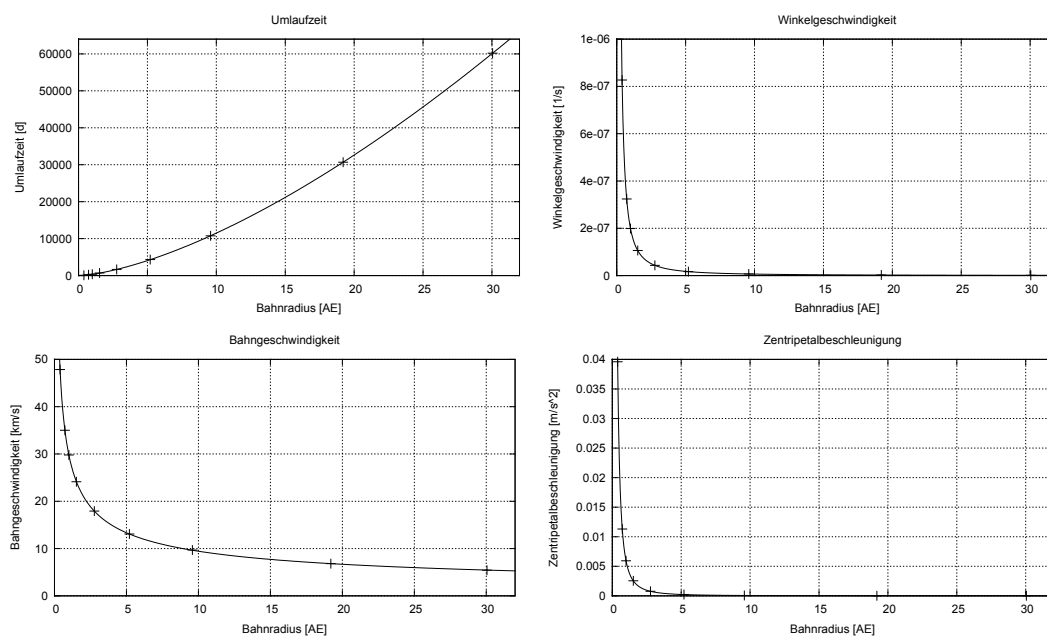 Umlaufzeit
Umlaufzeit [d]
60000
50000
40000
30000
20000
10000
0
0 5 10 15 20 25 30
Bahnradius [AE]
Winkelgeschwindigkeit
Winkelgeschwindigkeit [1/s]
1e-06
8e-07
6e-07
4e-07
2e-07
0
0 5 10 15 20 25 30
Bahnradius [AE]
Bahngeschwindigkeit
Bahngeschwindigkeit [km/s]
50
40
30
20
10
0
0 5 10 15 20 25 30
Bahnradius [AE]
Zentripetalbeschleunigung
Zentripetalbeschleunigung [m/s^2]
0.04
0.035
0.03
0.025
0.02
0.015
0.01
0.005
0
0 5 10 15 20 25 30
Bahnradius [AE]